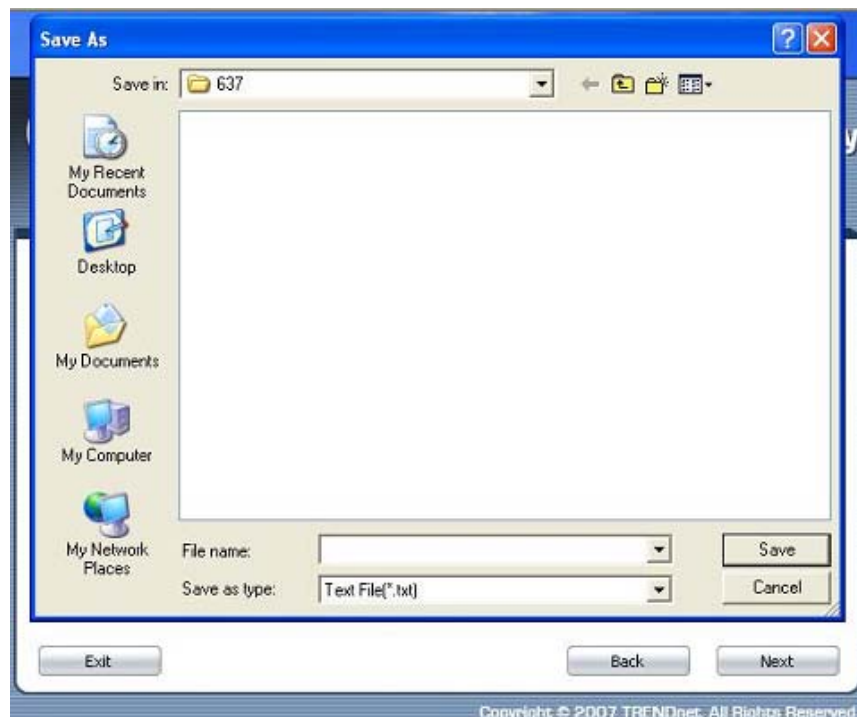 Save As
Save in: 637
My Recent
Documents
Desktop
My Documents
My Computer
My Network
Places
File name:
Save
Save as type: Text File(*.txt)
Cancel
Exit
Back
Next
Copyright © 2007 TRENDnet. All Rights Reserved